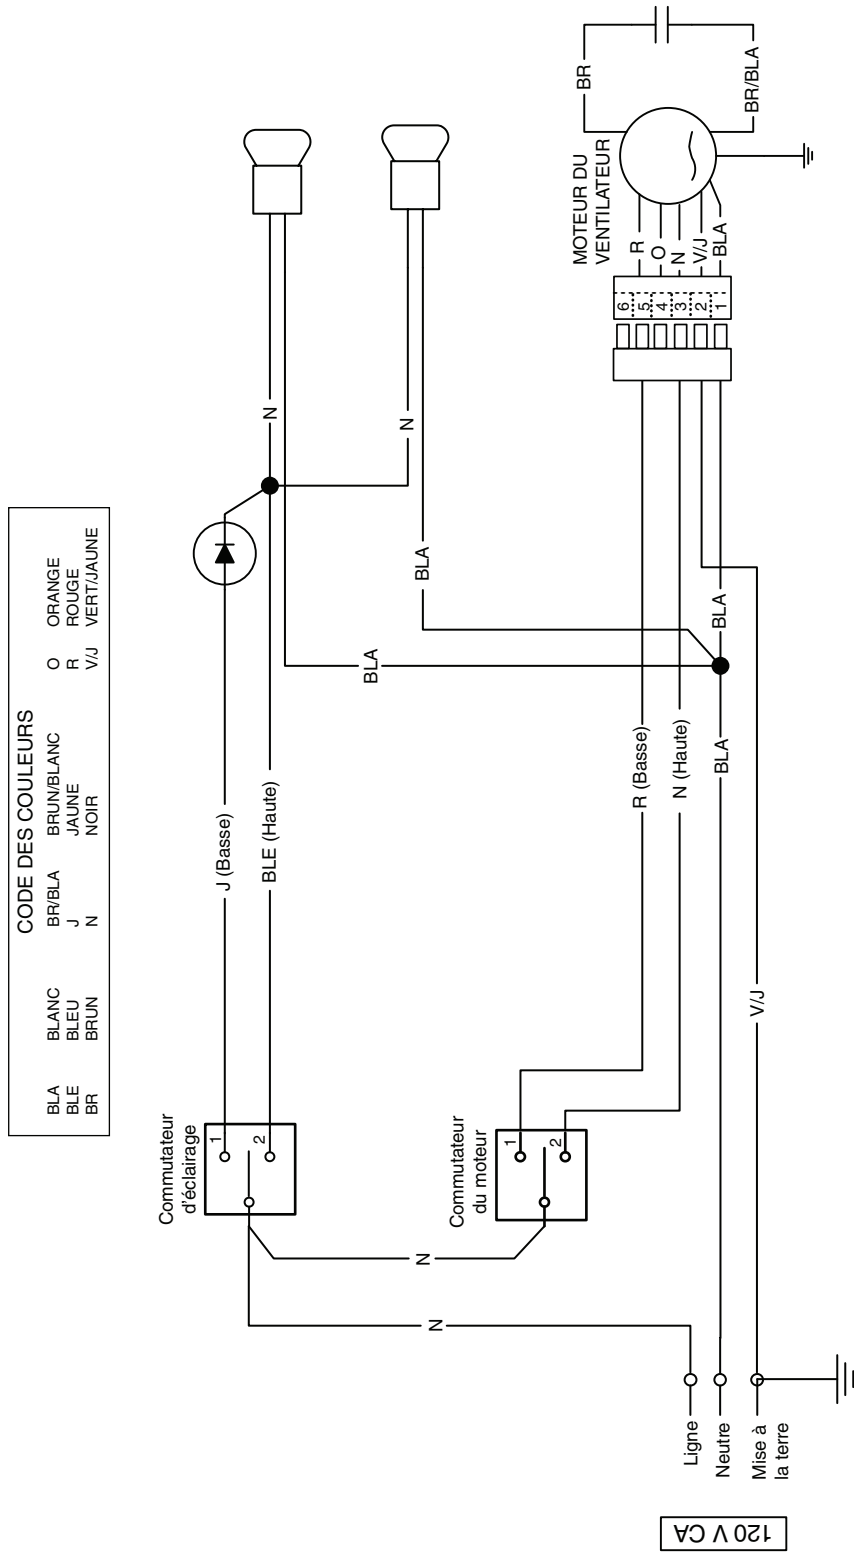 CODE DES COULEURS
BLA BLANC BR/BLA BRUN/BLANC O ORANGE
BLE BLEU J JAUNE R ROUGE
BR BRUN N NOIR V/J VERT/JAUNE
Commutateur
d'éclairage
1
2
J (Basse)
BLE (Haute)
N
N
BLA
BLA
Commutateur
du moteur
1
2
N
N
R (Basse)
N (Haute)
BLA
BLA
V/J
6
5
4
3
2
1
R
O
N
V/J
BLA
MOTEUR DU
VENTILATEUR
BR
BR/BLA
Ligne
Neutre
Mise à
la terre
120 V CA